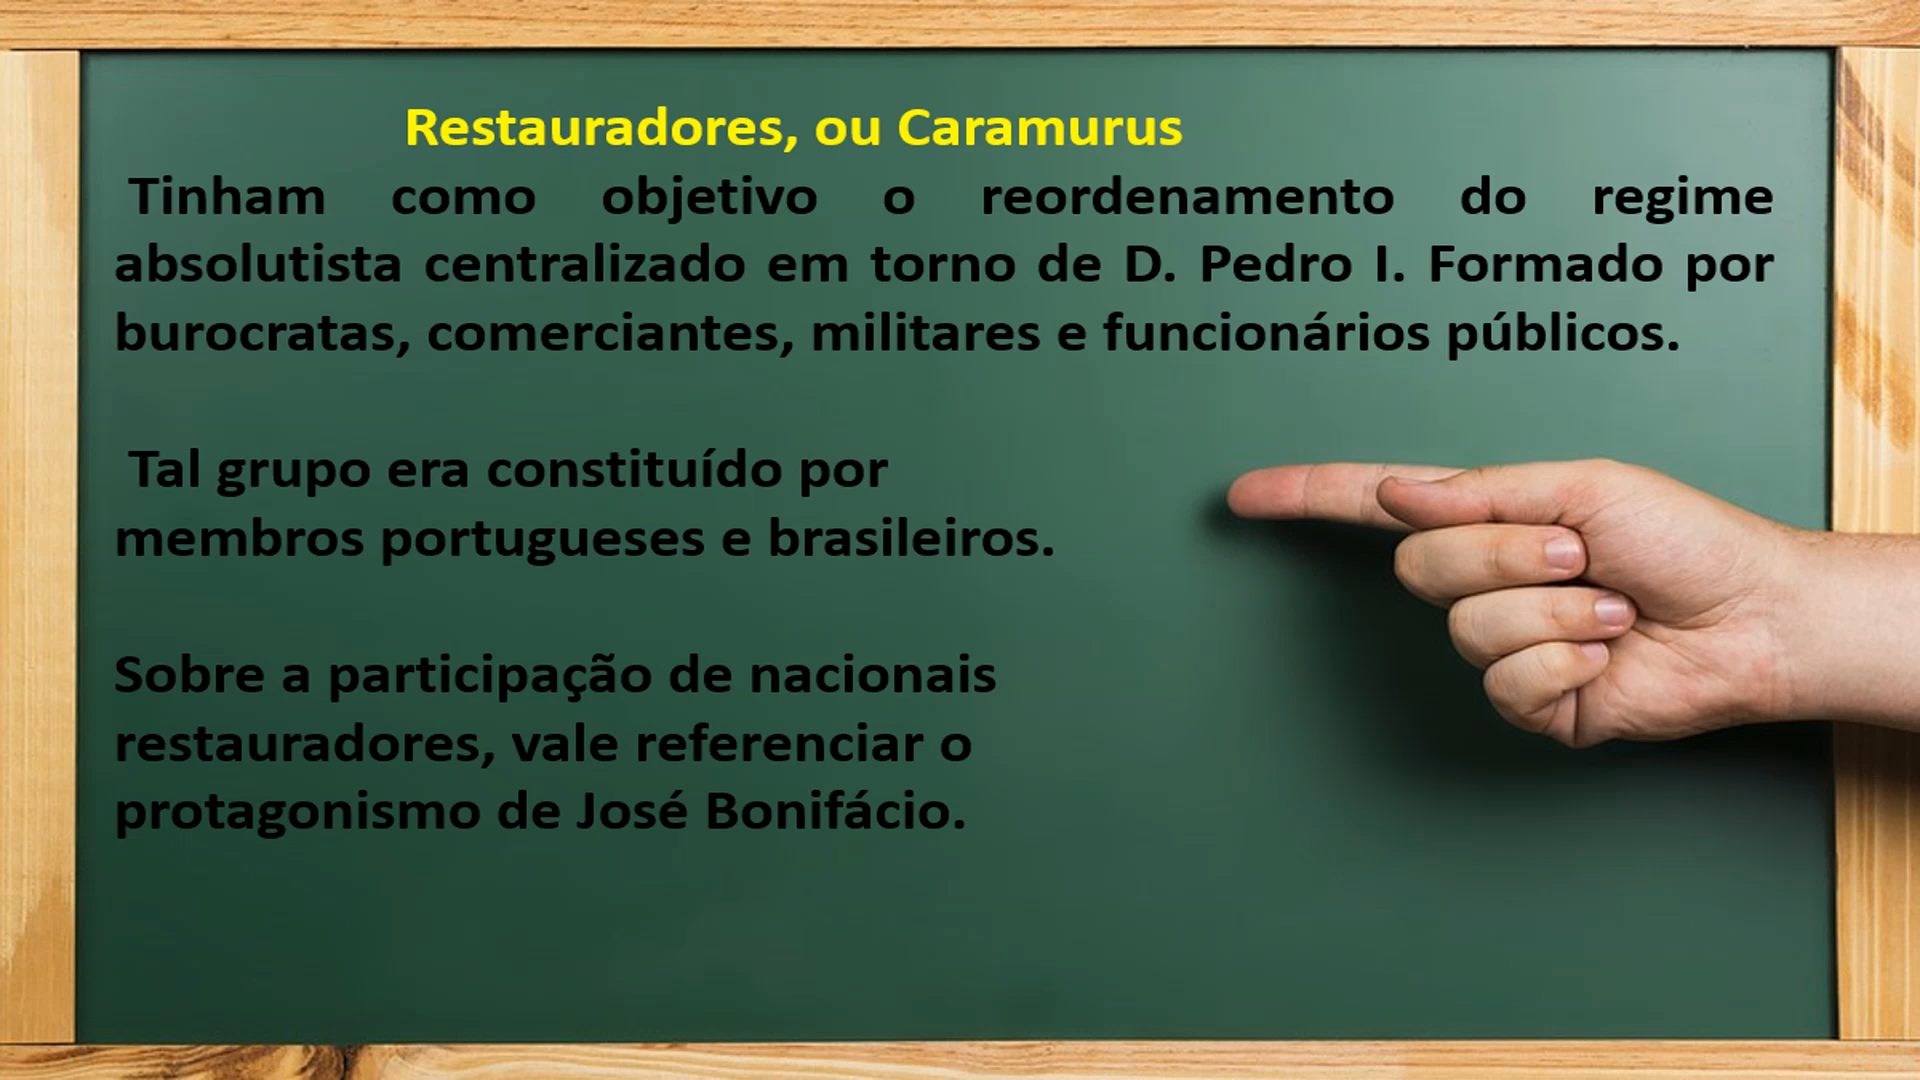 Restauradores, ou Caramurus
Tinham como objetivo o reordenamento do regime
absolutista centralizado em torno de D. Pedro I. Formado por
burocratas, comerciantes, militares e funcionários públicos.
Tal grupo era constituído por
membros portugueses e brasileiros.
Sobre a participação de nacionais
restauradores, vale referenciar o
protagonismo de José Bonifácio.